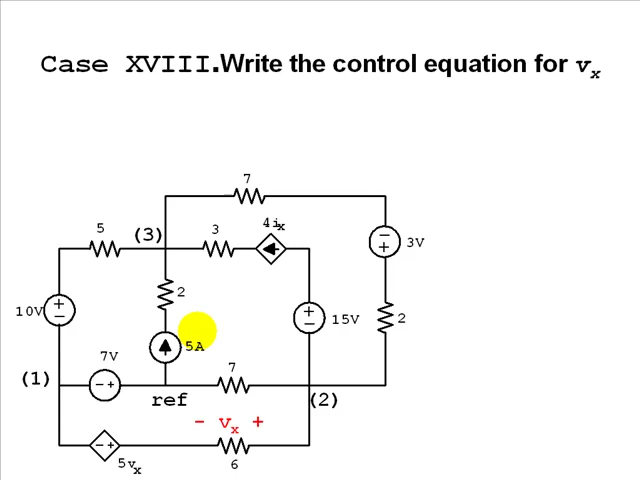 Case XVIII.Write the control equation for vx
7
5
(3)
3
4ix
− +
3V
2
+ −
10V
+ −
15V
2
5A
7V
7
(1)
− +
ref
(2)
− vx +
− +
5vx
6